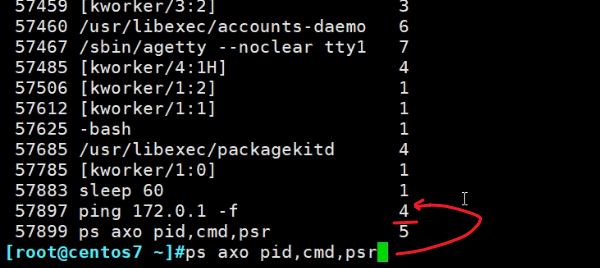 57459 [kworker/3:2] 3
57460 /usr/libexec/accounts-daemo 6
57467 /sbin/agetty --noclear tty1 7
57485 [kworker/4:1H] 4
57506 [kworker/1:2] 1
57612 [kworker/1:1] 1
57625 -bash 1
57685 /usr/libexec/packagekitd 4
57785 [kworker/1:0] 1
57883 sleep 60 1
57897 ping 172.0.1 -f 4
57899 ps axo pid,cmd,psr 5
[root@centos7 ~]#ps axo pid,cmd,psr